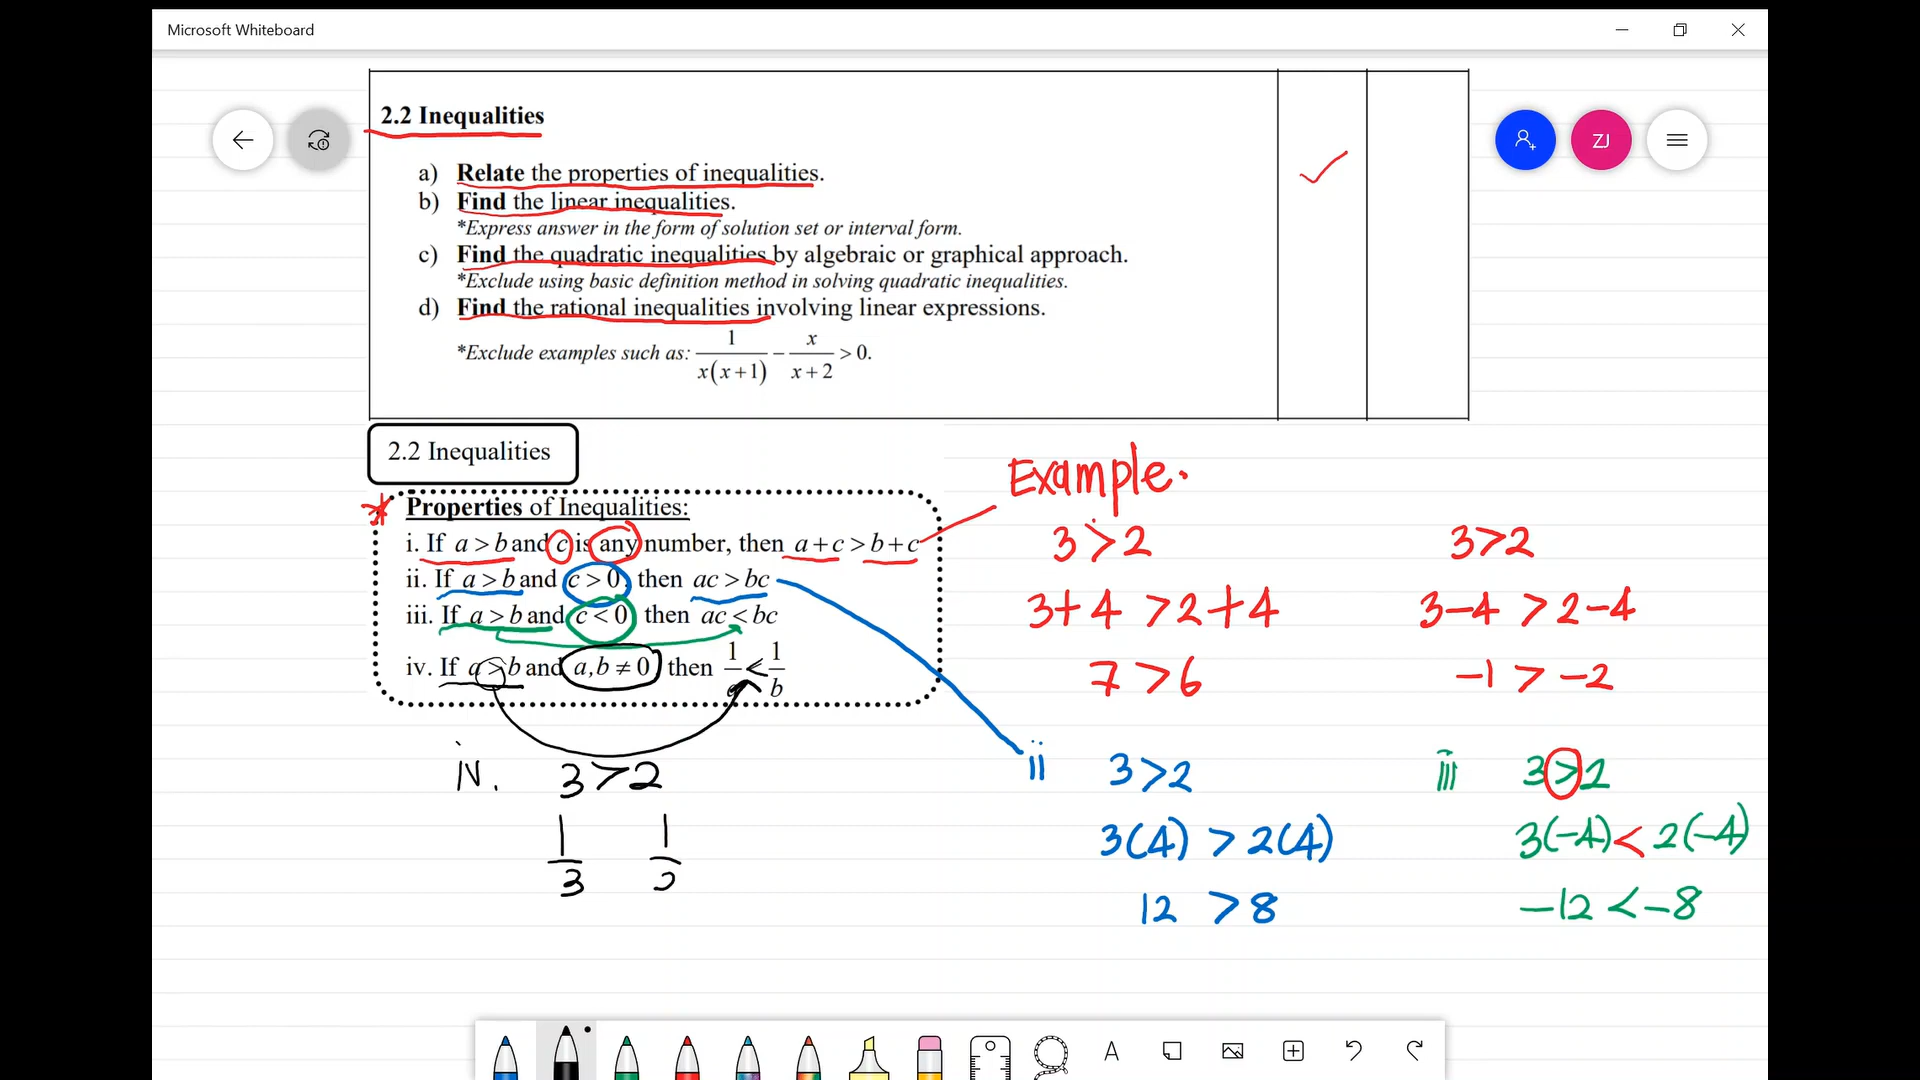 Microsoft Whiteboard
2.2 Inequalities
a) Relate the properties of inequalities.
b) Find the linear inequalities.
*Express answer in the form of solution set or interval form.
c) Find the quadratic inequalities by algebraic or graphical approach.
*Exclude using basic definition method in solving quadratic inequalities.
d) Find the rational inequalities involving linear expressions.
*Exclude examples such as: 1/x(x+1) − x/x+2 > 0.
ZJ
2.2 Inequalities
Properties of Inequalities:
i. If a > b and c is any number, then a + c > b + c
ii. If a > b and c > 0, then ac > bc
iii. If a > b and c < 0, then ac < bc
iv. If a > b and a, b ≠ 0, then 1/a < 1/b
Example.
3 > 2
3 + 4 > 2 + 4
7 > 6
3 > 2
3 − 4 > 2 − 4
−1 > −2
iv. 3 > 2
1/3 1/2
ii 3 > 2
3(4) > 2(4)
12 > 8
iii 3 > 2
3(−4) < 2(−4)
−12 < −8
A